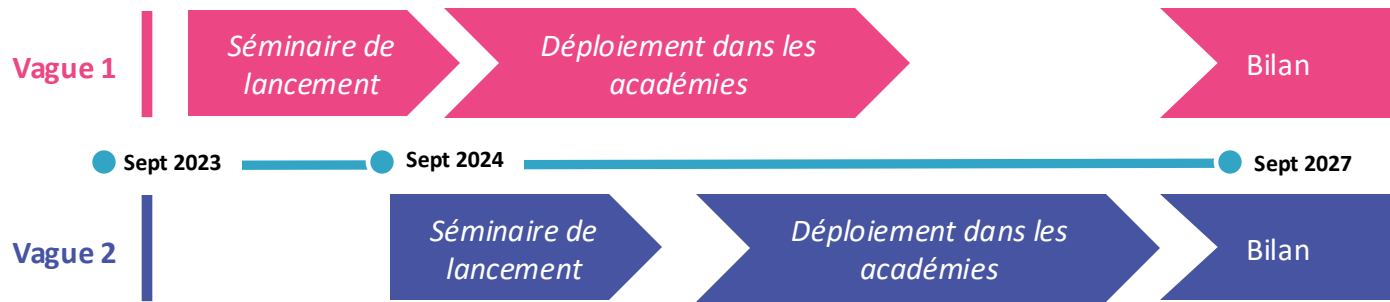 Vague 1
Séminaire de
lancement
Déploiement dans les
académies
Bilan
Sept 2023
Sept 2024
Sept 2027
Vague 2
Séminaire de
lancement
Déploiement dans les
académies
Bilan